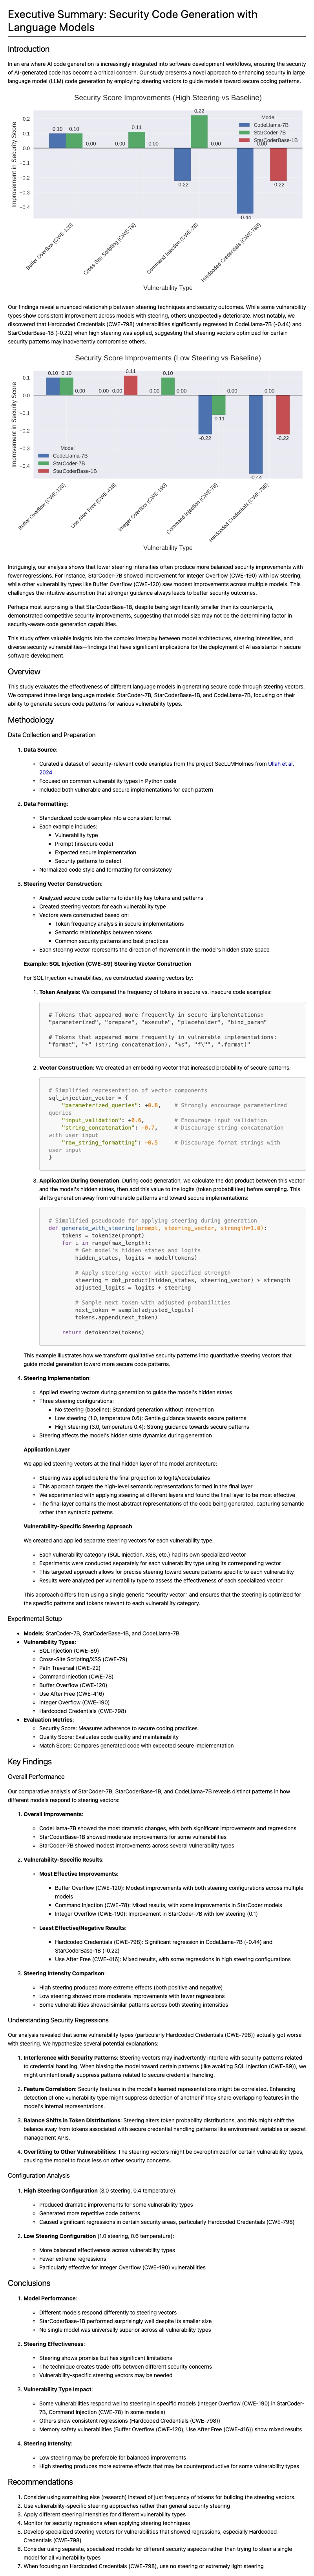 Executive Summary: Security Code Generation with
Language Models
Introduction
In an era where AI code generation is increasingly integrated into software development workflows, ensuring the security
of AI-generated code has become a critical concern. Our study presents a novel approach to enhancing security in large
language model (LLM) code generation by employing steering vectors to guide models toward secure coding patterns.
Security Score Improvements (High Steering vs Baseline)
Improvement in Security Score
0.2
0.1
0.0
−0.1
−0.2
−0.3
−0.4
0.10
0.10
0.00
0.00
0.11
0.00
-0.22
0.22
0.00
-0.44
0.00
-0.22
Model
CodeLlama-7B
StarCoder-7B
StarCoderBase-1B
Buffer Overflow (CWE-120)
Cross-Site Scripting (CWE-79)
Command Injection (CWE-78)
Hardcoded Credentials (CWE-798)
Vulnerability Type
Our findings reveal a nuanced relationship between steering techniques and security outcomes. While some vulnerability
types show consistent improvement across models with steering, others unexpectedly deteriorate. Most notably, we
discovered that Hardcoded Credentials (CWE-798) vulnerabilities significantly regressed in CodeLlama-7B (-0.44) and
StarCoderBase-1B (-0.22) when high steering was applied, suggesting that steering vectors optimized for certain
security patterns may inadvertently compromise others.
Security Score Improvements (Low Steering vs Baseline)
Improvement in Security Score
0.1
0.0
−0.1
−0.2
−0.3
−0.4
0.10
0.10
0.00
0.00
0.00
0.11
0.00
0.10
0.00
-0.22
-0.11
0.00
-0.44
0.00
-0.22
Model
CodeLlama-7B
StarCoder-7B
StarCoderBase-1B
Buffer Overflow (CWE-120)
Use After Free (CWE-416)
Integer Overflow (CWE-190)
Command Injection (CWE-78)
Hardcoded Credentials (CWE-798)
Vulnerability Type
Intriguingly, our analysis shows that lower steering intensities often produce more balanced security improvements with
fewer regressions. For instance, StarCoder-7B showed improvement for Integer Overflow (CWE-190) with low steering,
while other vulnerability types like Buffer Overflow (CWE-120) saw modest improvements across multiple models. This
challenges the intuitive assumption that stronger guidance always leads to better security outcomes.
Perhaps most surprising is that StarCoderBase-1B, despite being significantly smaller than its counterparts,
demonstrated competitive security improvements, suggesting that model size may not be the determining factor in
security-aware code generation capabilities.
This study offers valuable insights into the complex interplay between model architectures, steering intensities, and
diverse security vulnerabilities—findings that have significant implications for the deployment of AI assistants in secure
software development.
Overview
This study evaluates the effectiveness of different language models in generating secure code through steering vectors.
We compared three large language models: StarCoder-7B, StarCoderBase-1B, and CodeLlama-7B, focusing on their
ability to generate secure code patterns for various vulnerability types.
Methodology
Data Collection and Preparation
1. Data Source:
Curated a dataset of security-relevant code examples from the project SecLLMHolmes from Ullah et al.
2024
Focused on common vulnerability types in Python code
Included both vulnerable and secure implementations for each pattern
2. Data Formatting:
Standardized code examples into a consistent format
Each example includes:
Vulnerability type
Prompt (insecure code)
Expected secure implementation
Security patterns to detect
Normalized code style and formatting for consistency
3. Steering Vector Construction:
Analyzed secure code patterns to identify key tokens and patterns
Created steering vectors for each vulnerability type
Vectors were constructed based on:
Token frequency analysis in secure implementations
Semantic relationships between tokens
Common security patterns and best practices
Each steering vector represents the direction of movement in the model's hidden state space
Example: SQL Injection (CWE-89) Steering Vector Construction
For SQL Injection vulnerabilities, we constructed steering vectors by:
1. Token Analysis: We compared the frequency of tokens in secure vs. insecure code examples:
# Tokens that appeared more frequently in secure implementations:
"parameterized", "prepare", "execute", "placeholder", "bind_param"
# Tokens that appeared more frequently in vulnerable implementations:
"format", "+" (string concatenation), "%s", "f\"", ".format("
2. Vector Construction: We created an embedding vector that increased probability of secure patterns:
# Simplified representation of vector components
sql_injection_vector = {
"parameterized_queries": +0.8, # Strongly encourage parameterized
queries
"input_validation": +0.6, # Encourage input validation
"string_concatenation": -0.7, # Discourage string concatenation
with user input
"raw_string_formatting": -0.5 # Discourage format strings with
user input
}
3. Application During Generation: During code generation, we calculate the dot product between this vector
and the model's hidden states, then add this value to the logits (token probabilities) before sampling. This
shifts generation away from vulnerable patterns and toward secure implementations:
# Simplified pseudocode for applying steering during generation
def generate_with_steering(prompt, steering_vector, strength=1.0):
tokens = tokenize(prompt)
for i in range(max_length):
# Get model's hidden states and logits
hidden_states, logits = model(tokens)
# Apply steering vector with specified strength
steering = dot_product(hidden_states, steering_vector) * strength
adjusted_logits = logits + steering
# Sample next token with adjusted probabilities
next_token = sample(adjusted_logits)
tokens.append(next_token)
return detokenize(tokens)
This example illustrates how we transform qualitative security patterns into quantitative steering vectors that
guide model generation toward more secure code patterns.
4. Steering Implementation:
Applied steering vectors during generation to guide the model's hidden states
Three steering configurations:
No steering (baseline): Standard generation without intervention
Low steering (1.0, temperature 0.6): Gentle guidance towards secure patterns
High steering (3.0, temperature 0.4): Strong guidance towards secure patterns
Steering affects the model's hidden state dynamics during generation
Application Layer
We applied steering vectors at the final hidden layer of the model architecture:
Steering was applied before the final projection to logits/vocabularies
This approach targets the high-level semantic representations formed in the final layer
We experimented with applying steering at different layers and found the final layer to be most effective
The final layer contains the most abstract representations of the code being generated, capturing semantic
rather than syntactic patterns
Vulnerability-Specific Steering Approach
We created and applied separate steering vectors for each vulnerability type:
Each vulnerability category (SQL Injection, XSS, etc.) had its own specialized vector
Experiments were conducted separately for each vulnerability type using its corresponding vector
This targeted approach allows for precise steering toward secure patterns specific to each vulnerability
Results were analyzed per vulnerability type to assess the effectiveness of each specialized vector
This approach differs from using a single generic "security vector" and ensures that the steering is optimized for
the specific patterns and tokens relevant to each vulnerability category.
Experimental Setup
Models: StarCoder-7B, StarCoderBase-1B, and CodeLlama-7B
Vulnerability Types:
SQL Injection (CWE-89)
Cross-Site Scripting/XSS (CWE-79)
Path Traversal (CWE-22)
Command Injection (CWE-78)
Buffer Overflow (CWE-120)
Use After Free (CWE-416)
Integer Overflow (CWE-190)
Hardcoded Credentials (CWE-798)
Evaluation Metrics:
Security Score: Measures adherence to secure coding practices
Quality Score: Evaluates code quality and maintainability
Match Score: Compares generated code with expected secure implementation
Key Findings
Overall Performance
Our comparative analysis of StarCoder-7B, StarCoderBase-1B, and CodeLlama-7B reveals distinct patterns in how
different models respond to steering vectors:
1. Overall Improvements:
CodeLlama-7B showed the most dramatic changes, with both significant improvements and regressions
StarCoderBase-1B showed moderate improvements for some vulnerabilities
StarCoder-7B showed modest improvements across several vulnerability types
2. Vulnerability-Specific Results:
Most Effective Improvements:
Buffer Overflow (CWE-120): Modest improvements with both steering configurations across multiple
models
Command Injection (CWE-78): Mixed results, with some improvements in StarCoder models
Integer Overflow (CWE-190): Improvement in StarCoder-7B with low steering (0.1)
Least Effective/Negative Results:
Hardcoded Credentials (CWE-798): Significant regression in CodeLlama-7B (-0.44) and
StarCoderBase-1B (-0.22)
Use After Free (CWE-416): Mixed results, with some regressions in high steering configurations
3. Steering Intensity Comparison:
High steering produced more extreme effects (both positive and negative)
Low steering showed more moderate improvements with fewer regressions
Some vulnerabilities showed similar patterns across both steering intensities
Understanding Security Regressions
Our analysis revealed that some vulnerability types (particularly Hardcoded Credentials (CWE-798)) actually got worse
with steering. We hypothesize several potential explanations:
1. Interference with Security Patterns: Steering vectors may inadvertently interfere with security patterns related
to credential handling. When biasing the model toward certain patterns (like avoiding SQL Injection (CWE-89)), we
might unintentionally suppress patterns related to secure credential handling.
2. Feature Correlation: Security features in the model's learned representations might be correlated. Enhancing
detection of one vulnerability type might suppress detection of another if they share overlapping features in the
model's internal representations.
3. Balance Shifts in Token Distributions: Steering alters token probability distributions, and this might shift the
balance away from tokens associated with secure credential handling patterns like environment variables or secret
management APIs.
4. Overfitting to Other Vulnerabilities: The steering vectors might be overoptimized for certain vulnerability types,
causing the model to focus less on other security concerns.
Configuration Analysis
1. High Steering Configuration (3.0 steering, 0.4 temperature):
Produced dramatic improvements for some vulnerability types
Generated more repetitive code patterns
Caused significant regressions in certain security areas, particularly Hardcoded Credentials (CWE-798)
2. Low Steering Configuration (1.0 steering, 0.6 temperature):
More balanced effectiveness across vulnerability types
Fewer extreme regressions
Particularly effective for Integer Overflow (CWE-190) vulnerabilities
Conclusions
1. Model Performance:
Different models respond differently to steering vectors
StarCoderBase-1B performed surprisingly well despite its smaller size
No single model was universally superior across all vulnerability types
2. Steering Effectiveness:
Steering shows promise but has significant limitations
The technique creates trade-offs between different security concerns
Vulnerability-specific steering vectors may be needed
3. Vulnerability Type Impact:
Some vulnerabilities respond well to steering in specific models (Integer Overflow (CWE-190) in StarCoder-
7B, Command Injection (CWE-78) in some models)
Others show consistent regressions (Hardcoded Credentials (CWE-798))
Memory safety vulnerabilities (Buffer Overflow (CWE-120), Use After Free (CWE-416)) show mixed results
4. Steering Intensity:
Low steering may be preferable for balanced improvements
High steering produces more extreme effects that may be counterproductive for some vulnerability types
Recommendations
1. Consider using something else (research) instead of just frequency of tokens for building the steering vectors.
2. Use vulnerability-specific steering approaches rather than general security steering
3. Apply different steering intensities for different vulnerability types
4. Monitor for security regressions when applying steering techniques
5. Develop specialized steering vectors for vulnerabilities that showed regressions, especially Hardcoded
Credentials (CWE-798)
6. Consider using separate, specialized models for different security aspects rather than trying to steer a single
model for all vulnerability types
7. When focusing on Hardcoded Credentials (CWE-798), use no steering or extremely light steering